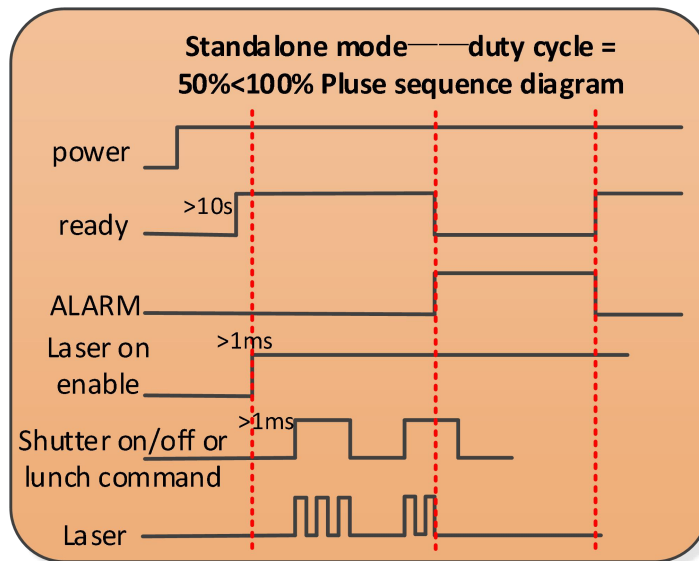 Standalone mode——duty cycle =
50%<100% Pluse sequence diagram
power
>10s
ready
ALARM
>1ms
Laser on
enable
>1ms
Shutter on/off or
lunch command
Laser